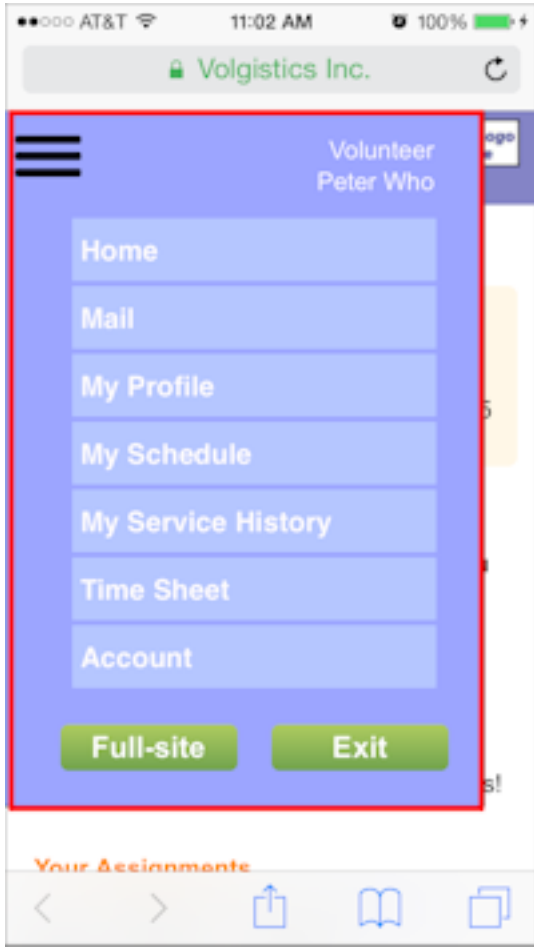 AT&T 11:02 AM 100%
Volgistics Inc.
Volunteer
Peter Who
Home
Mail
My Profile
My Schedule
My Service History
Time Sheet
Account
Full-site Exit
Your Assignments